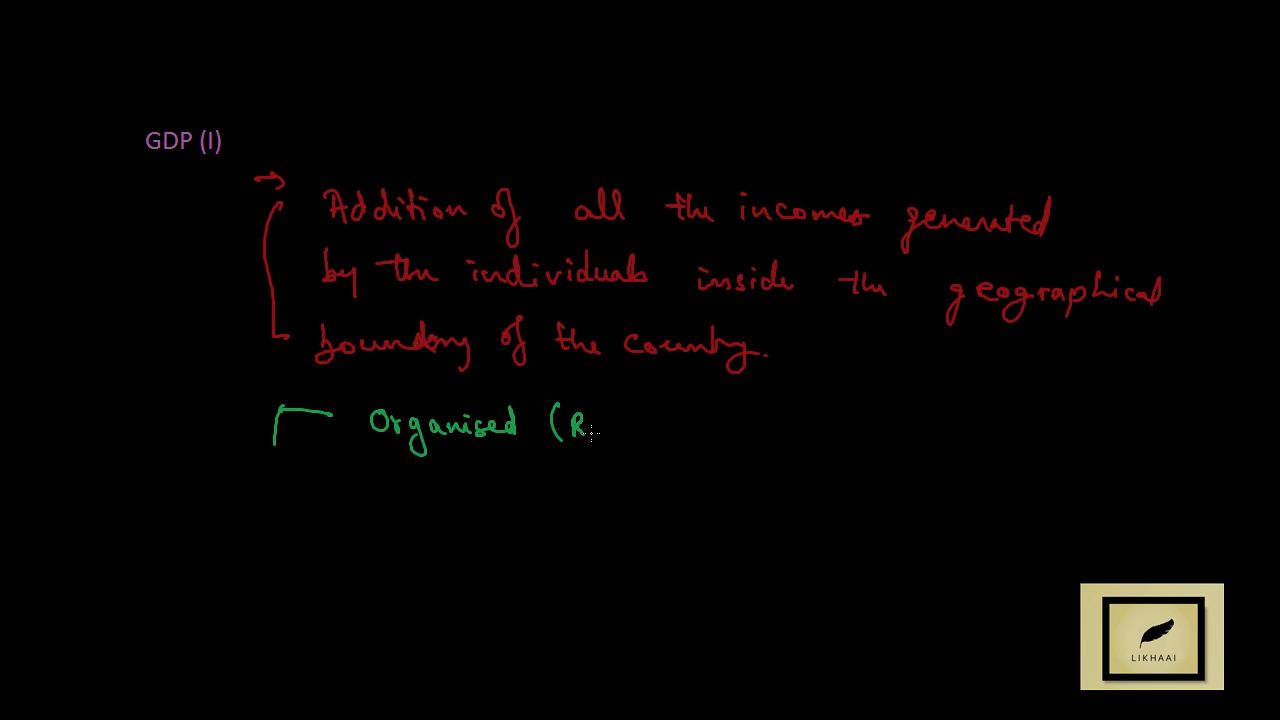 GDP (I)
→ Addition of all the incomes generated
by the individuals inside the geographical
boundary of the country.
Organised (R
LIKHAAI